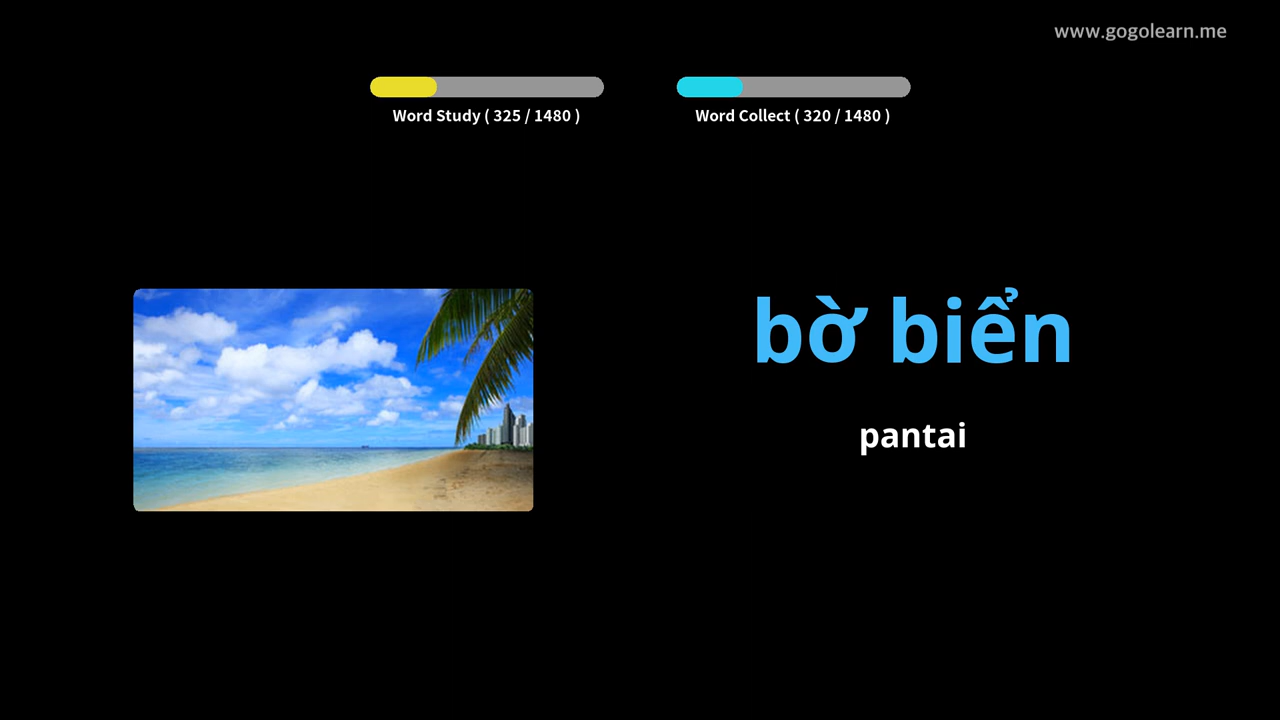 www.gogolearn.me
Word Study ( 325 / 1480 )
Word Collect ( 320 / 1480 )
bờ biển
pantai